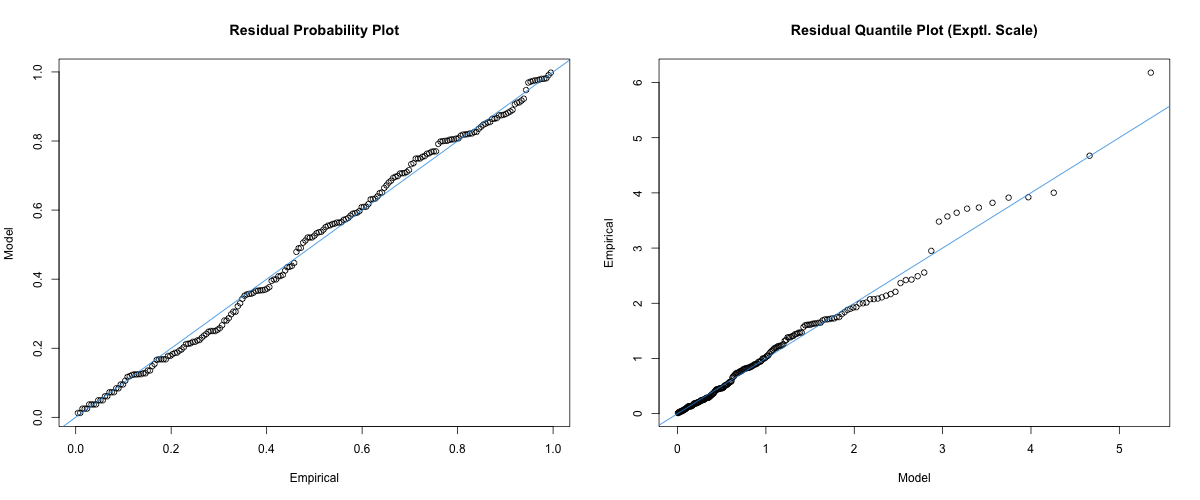 Residual Probability Plot
Model
1.0
0.8
0.6
0.4
0.2
0.0
0.0 0.2 0.4 0.6 0.8 1.0
Empirical
Residual Quantile Plot (Exptl. Scale)
Empirical
6
5
4
3
2
1
0
0 1 2 3 4 5
Model